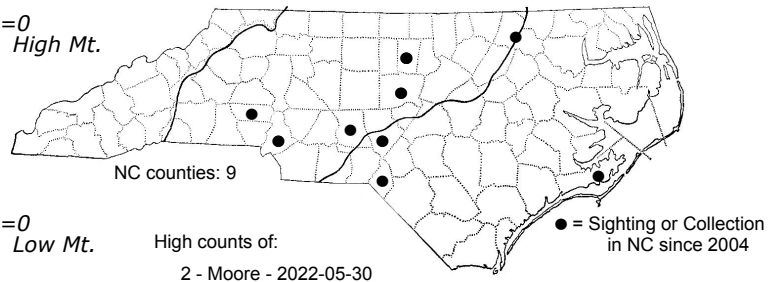 =0
High Mt.
NC counties: 9
=0
Low Mt.
High counts of:
2 - Moore - 2022-05-30
● = Sighting or Collection
in NC since 2004